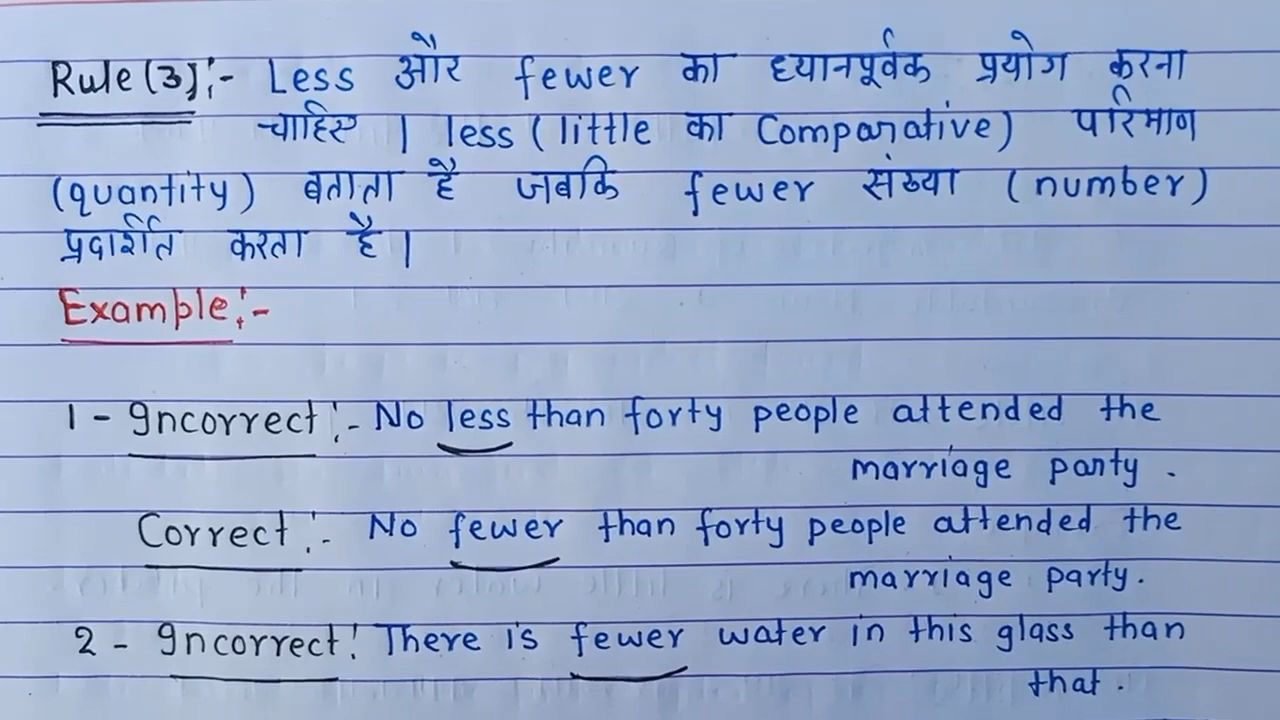 Rule(3):- Less और fewer का ध्यानपूर्वक प्रयोग करना
चाहिए । less (little का Comparative) परिमाण
(quantity) बताता है जबकि fewer संख्या (number)
प्रदर्शित करता है ।
Example:-
1 - Incorrect:- No less than forty people attended the
marriage party .
Correct:- No fewer than forty people attended the
marriage party.
2 - Incorrect: There is fewer water in this glass than
that .